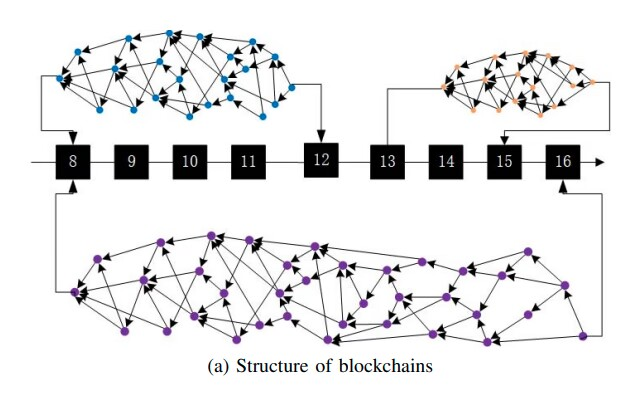 8 9 10 11 12 13 14 15 16
(a) Structure of blockchains